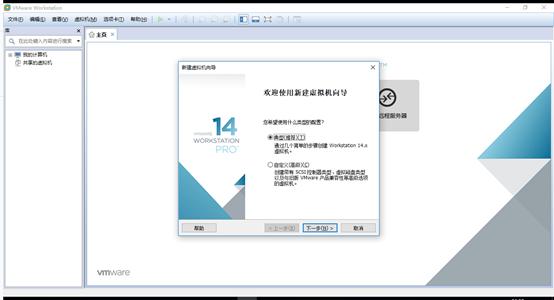 VMware Workstation
文件(F) 编辑(E) 查看(V) 虚拟机(M) 选项卡(T) 帮助(H)
库
在此处键入内容进行搜索
我的计算机
共享的虚拟机
主页
新建虚拟机向导
欢迎使用新建虚拟机向导
您希望使用什么类型的配置?
典型(推荐)(T)
通过几个简单的步骤创建 Workstation 14.x
虚拟机。
自定义(高级)(C)
创建带有 SCSI 控制器类型、虚拟磁盘类型
以及与旧版 VMware 产品兼容性等高级选项
的虚拟机。
vmware
14
WORKSTATION
PRO
帮助
< 上一步(B)
下一步(N) >
取消
程服务器
TM
vmware